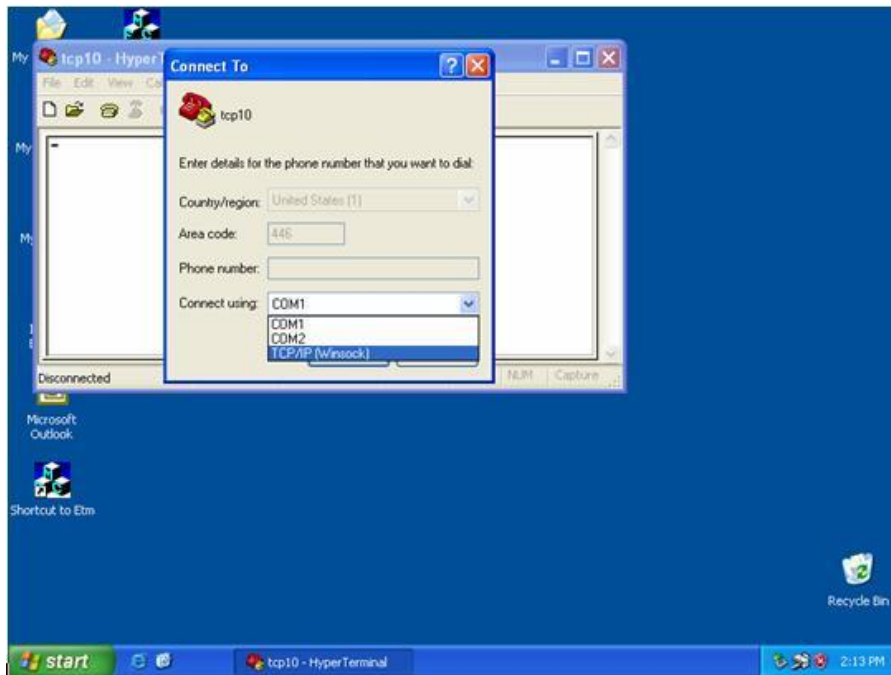 My
tcp10 - HyperT
File Edit View Ca
Connect To
tcp10
Enter details for the phone number that you want to dial:
Country/region: United States (1)
Area code: 446
Phone number:
Connect using: COM1
COM1
COM2
TCP/IP (Winsock)
My
My
Disconnected
NUM
Capture
Microsoft
Outlook
Shortcut to Etm
Recycle Bin
start
tcp10 - HyperTerminal
2:13 PM